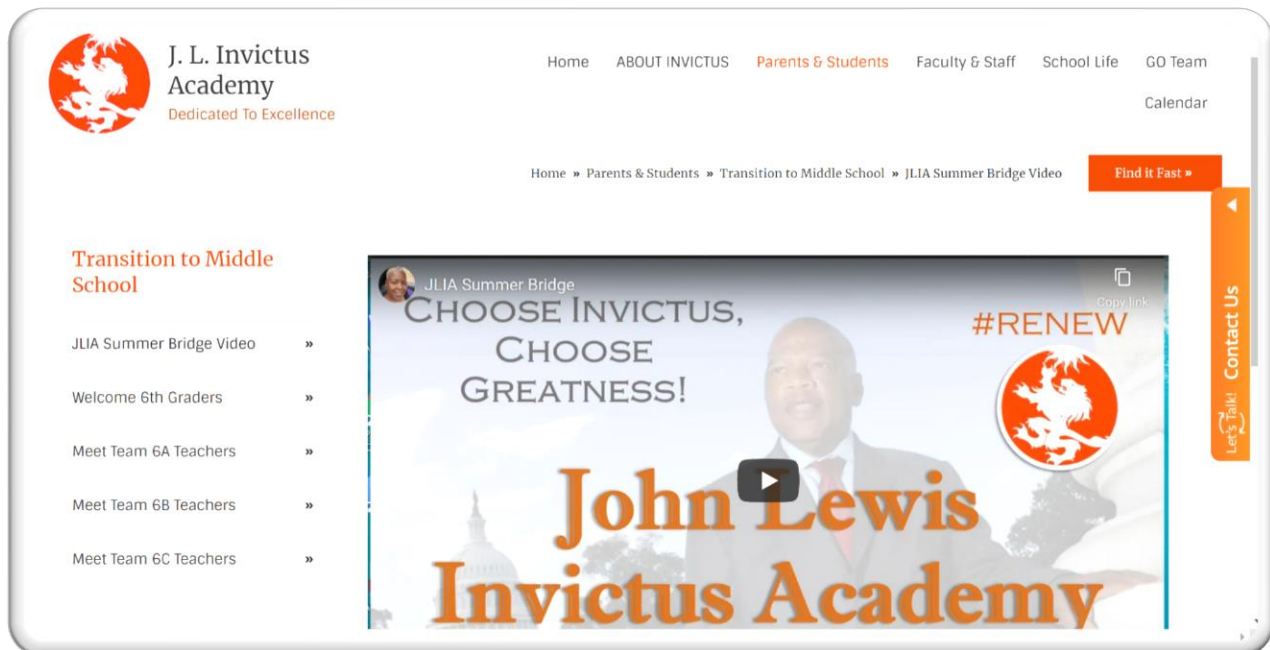 J. L. Invictus
Academy
Dedicated To Excellence
Home ABOUT INVICTUS Parents & Students Faculty & Staff School Life GO Team
Calendar
Home » Parents & Students » Transition to Middle School » JLIA Summer Bridge Video
Find it Fast »
Let's Talk! Contact Us
Transition to Middle
School
JLIA Summer Bridge Video »
Welcome 6th Graders »
Meet Team 6A Teachers »
Meet Team 6B Teachers »
Meet Team 6C Teachers »
JLIA Summer Bridge
Copy link
CHOOSE INVICTUS,
CHOOSE
GREATNESS!
#RENEW
John Lewis
Invictus Academy